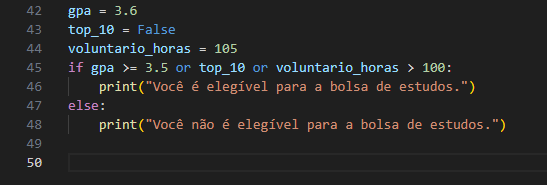 42 gpa = 3.6
43 top_10 = False
44 voluntario_horas = 105
45 if gpa >= 3.5 or top_10 or voluntario_horas > 100:
46     print("Você é elegível para a bolsa de estudos.")
47 else:
48     print("Você não é elegível para a bolsa de estudos.")
49
50